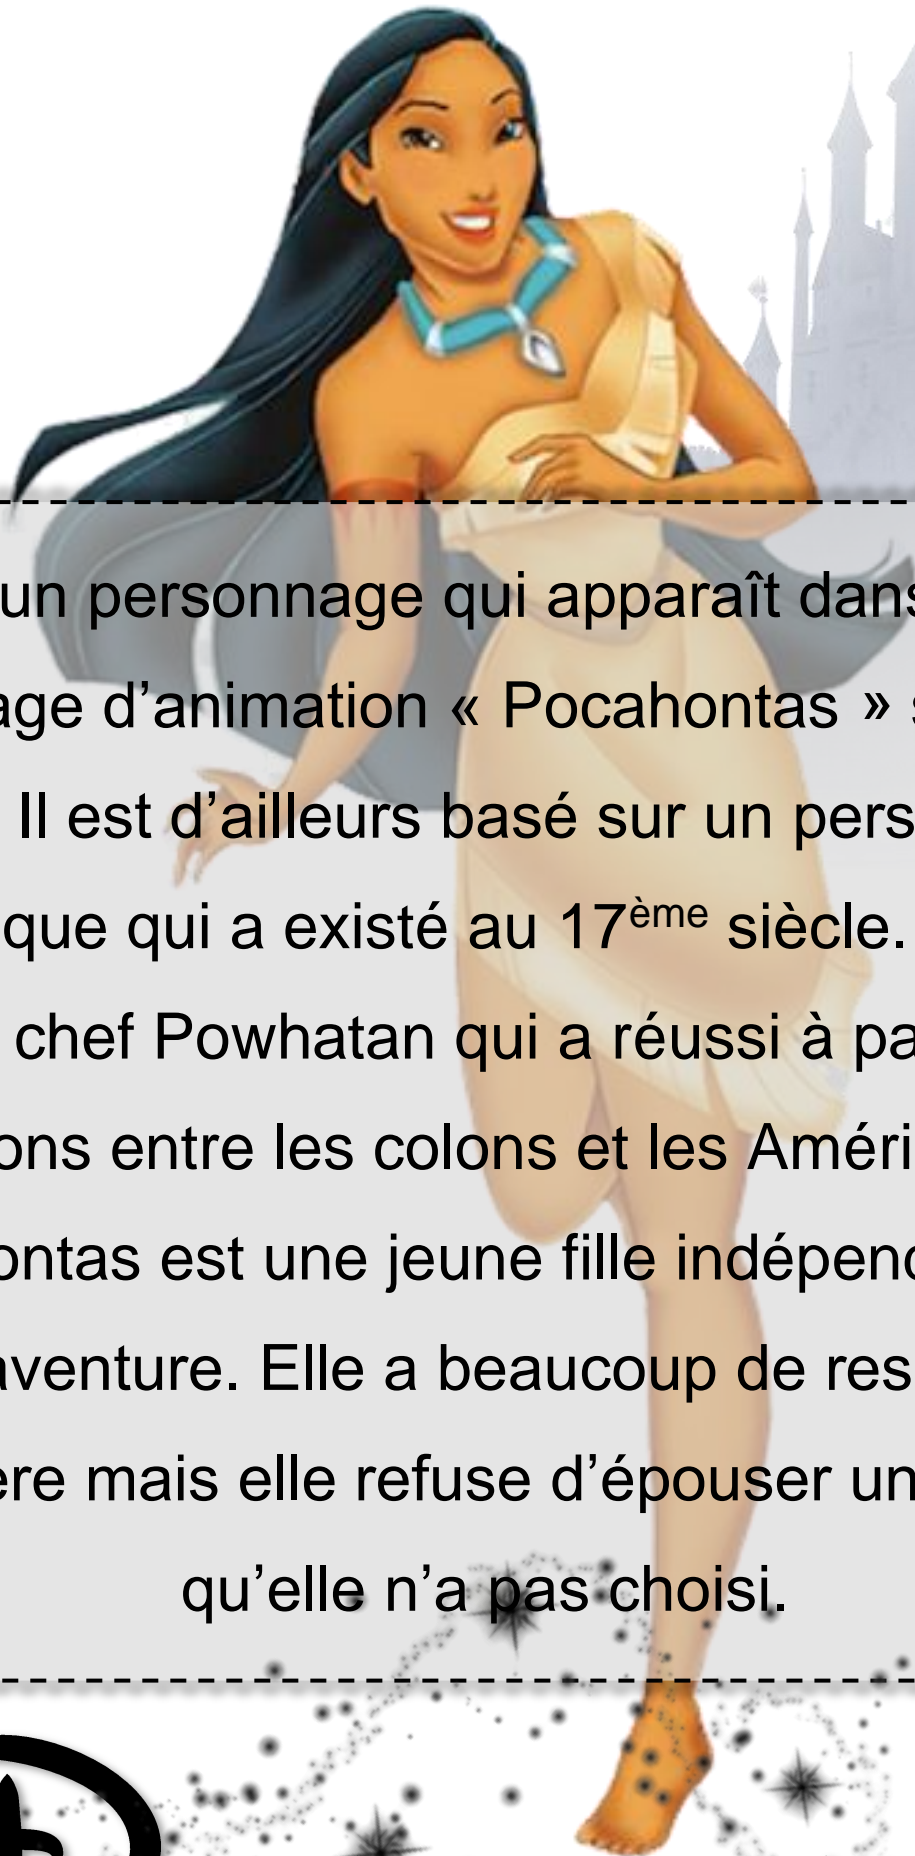 un personnage qui apparaît dans
age d’animation « Pocahontas » s
Il est d’ailleurs basé sur un pers
que qui a existé au 17ème siècle.
chef Powhatan qui a réussi à pa
ons entre les colons et les Améri
ontas est une jeune fille indépend
aventure. Elle a beaucoup de res
ère mais elle refuse d’épouser un
qu’elle n’a pas choisi.